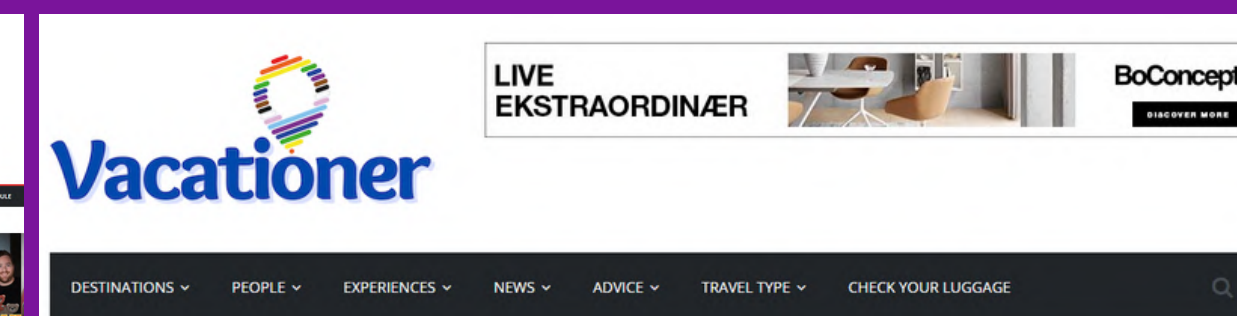 LIVE
EKSTRAORDINÆR
BoConcept
DISCOVER MORE
Vacationer
DESTINATIONS PEOPLE EXPERIENCES NEWS ADVICE TRAVEL TYPE CHECK YOUR LUGGAGE